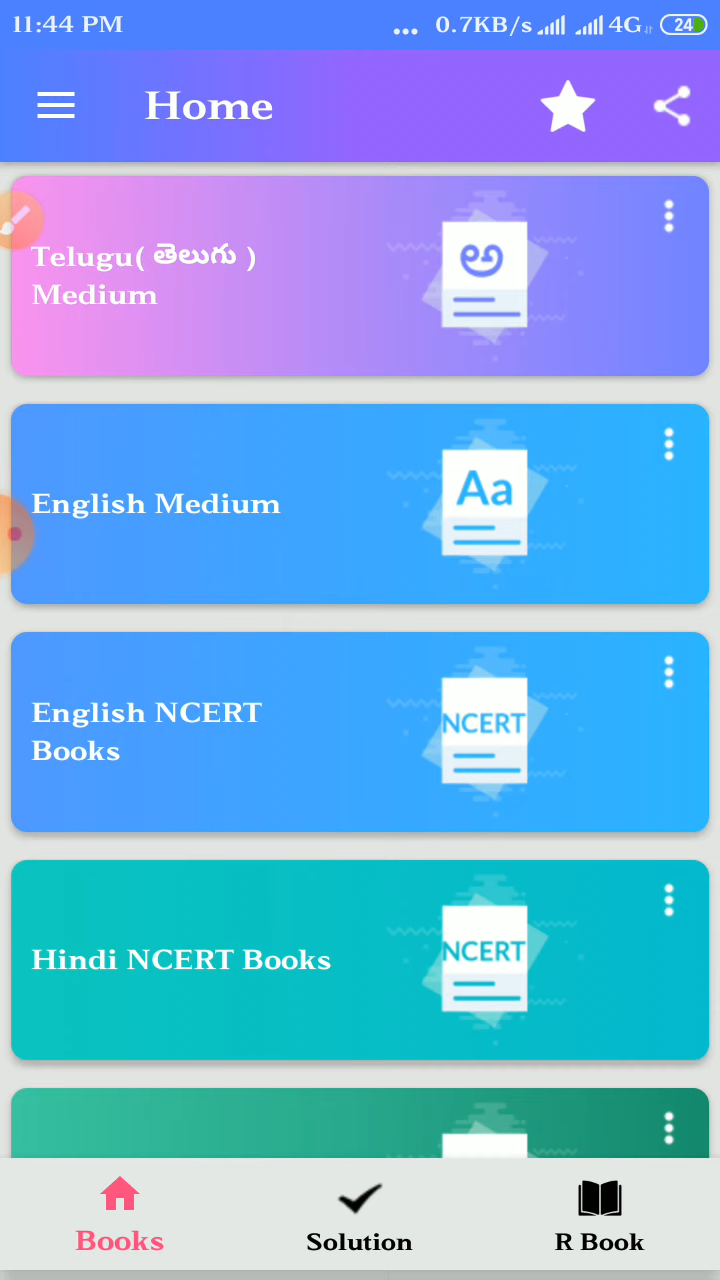 11:44 PM ... 0.7KB/s 4G 24
Home
Telugu( తెలుగు )
Medium
అ
English Medium
Aa
English NCERT
Books
NCERT
Hindi NCERT Books
NCERT
Books Solution R Book